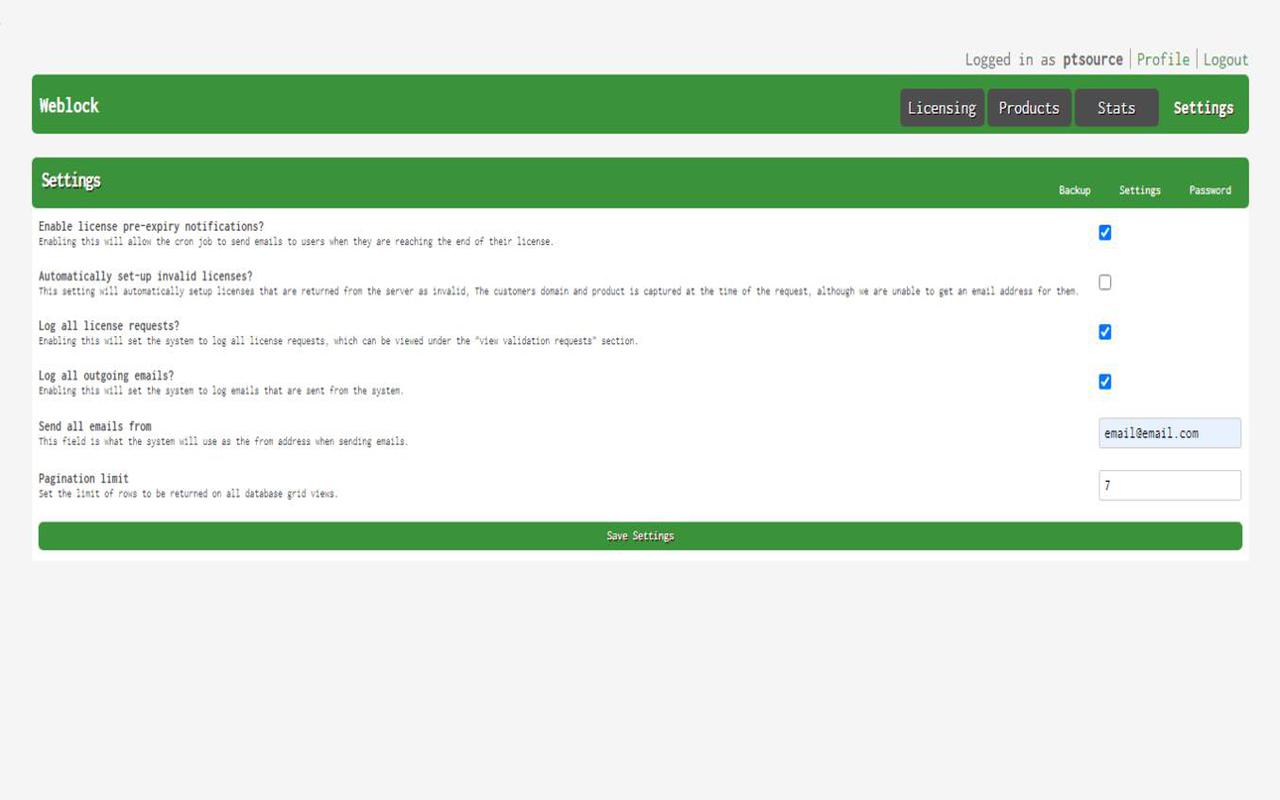 Logged in as ptsource Profile Logout
Weblock Licensing Products Stats Settings
Settings Backup Settings Password
Enable license pre-expiry notifications?
Enabling this will allow the cron job to send emails to users when they are reaching the end of their license.
Automatically set-up invalid licenses?
This setting will automatically setup licenses that are returned from the server as invalid, The customers domain and product is captured at the time of the request, although we are unable to get an email address for them.
Log all license requests?
Enabling this will set the system to log all license requests, which can be viewed under the "view validation requests" section.
Log all outgoing emails?
Enabling this will set the system to log emails that are sent from the system.
Send all emails from
This field is what the system will use as the from address when sending emails.
email@email.com
Pagination limit
Set the limit of rows to be returned on all database grid views.
7
Save Settings